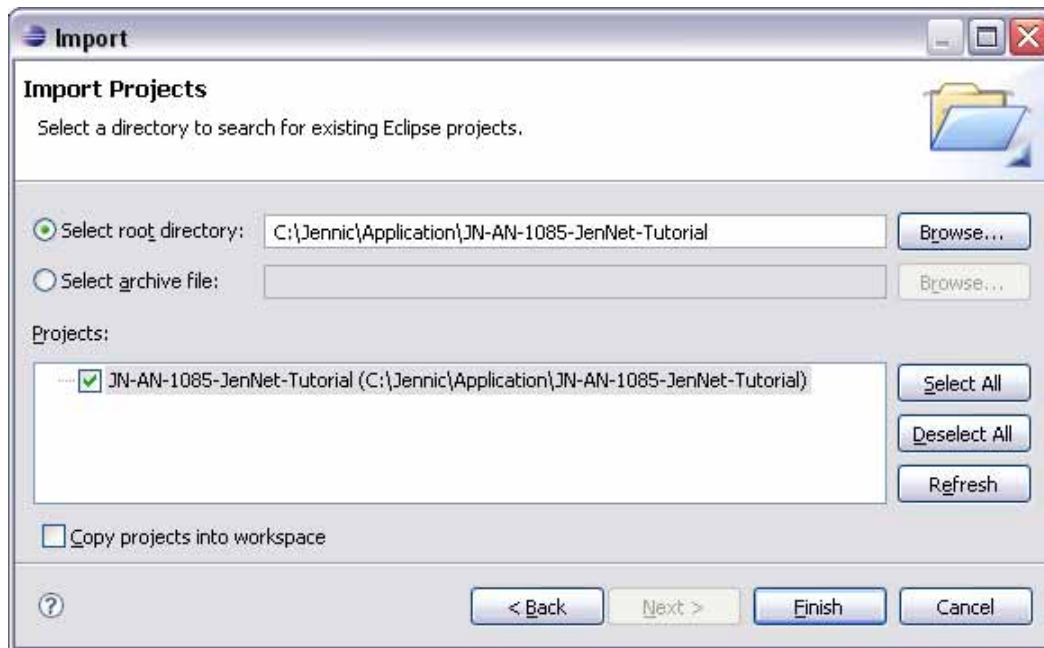 Import
Import Projects
Select a directory to search for existing Eclipse projects.
Select root directory: C:\Jennic\Application\JN-AN-1085-JenNet-Tutorial Browse...
Select archive file: Browse...
Projects:
JN-AN-1085-JenNet-Tutorial (C:\Jennic\Application\JN-AN-1085-JenNet-Tutorial)
Select All
Deselect All
Refresh
Copy projects into workspace
? < Back Next > Finish Cancel